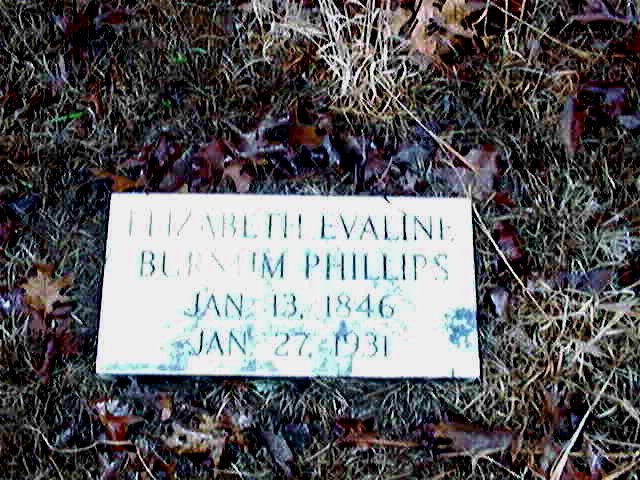 ELIZABETH EVALINE
BURNUM PHILLIPS
JAN. 13, 1846
JAN. 27, 1931